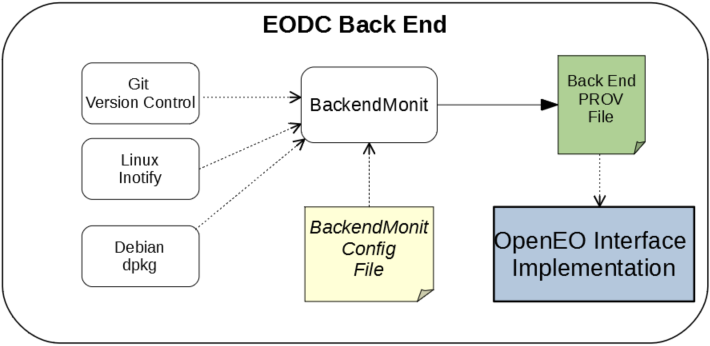 EODC Back End
Git
Version Control
BackendMonit
Back End
PROV
File
Linux
Inotify
BackendMonit
Config
File
OpenEO Interface
Implementation
Debian
dpkg